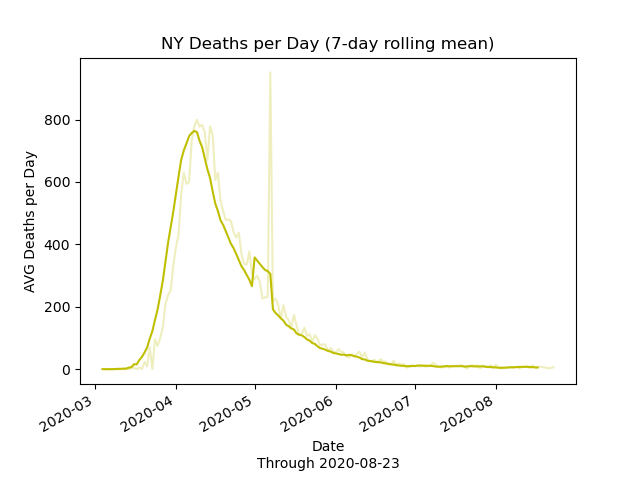 NY Deaths per Day (7-day rolling mean)
AVG Deaths per Day
800
600
400
200
0
2020-03
2020-04
2020-05
2020-06
2020-07
2020-08
Date
Through 2020-08-23